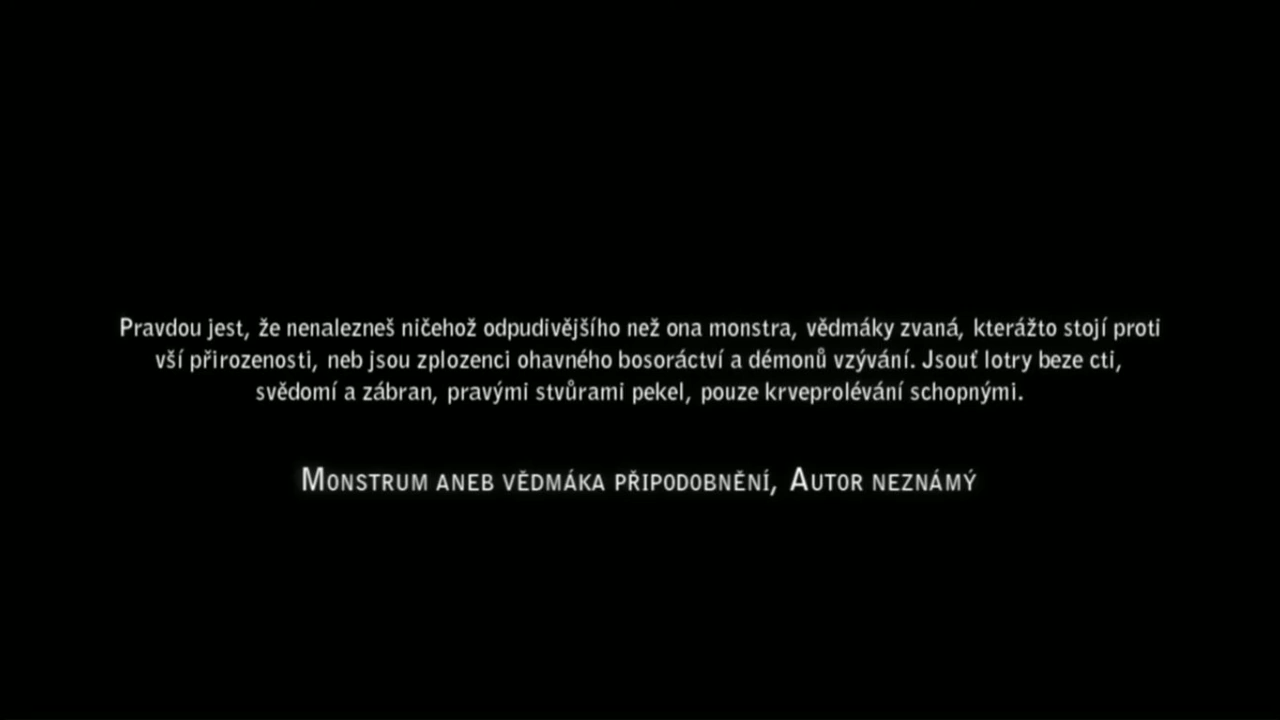 Pravdou jest, že nenalezneš ničehož odpudivějšího než ona monstra, vědmáky zvaná, kterážto stojí proti
vší přirozenosti, neb jsou zplozenci ohavného bosoráctví a démonů vzývání. Jsouť lotry beze cti,
svědomí a zábran, pravými stvůrami pekel, pouze krveprolévání schopnými.
Monstrum aneb vědmáka připodobnění, Autor neznámý